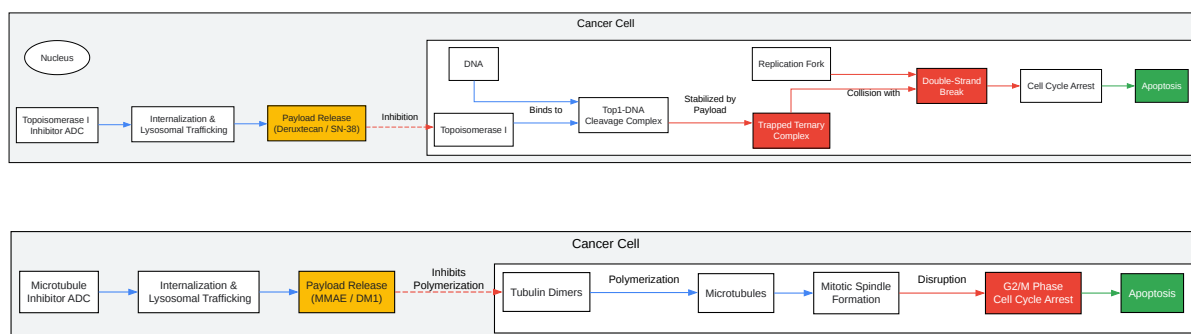 Cancer Cell
Nucleus
DNA
Replication Fork
Double-Strand
Break
Cell Cycle Arrest
Apoptosis
Topoisomerase I
Inhibitor ADC
Internalization &
Lysosomal Trafficking
Payload Release
(Deruxtecan / SN-38)
Inhibition
Topoisomerase I
Binds to
Top1-DNA
Cleavage Complex
Stabilized by
Payload
Trapped Ternary
Complex
Collision with
Cancer Cell
Microtubule
Inhibitor ADC
Internalization &
Lysosomal Trafficking
Payload Release
(MMAE / DM1)
Inhibits
Polymerization
Tubulin Dimers
Polymerization
Microtubules
Mitotic Spindle
Formation
Disruption
G2/M Phase
Cell Cycle Arrest
Apoptosis